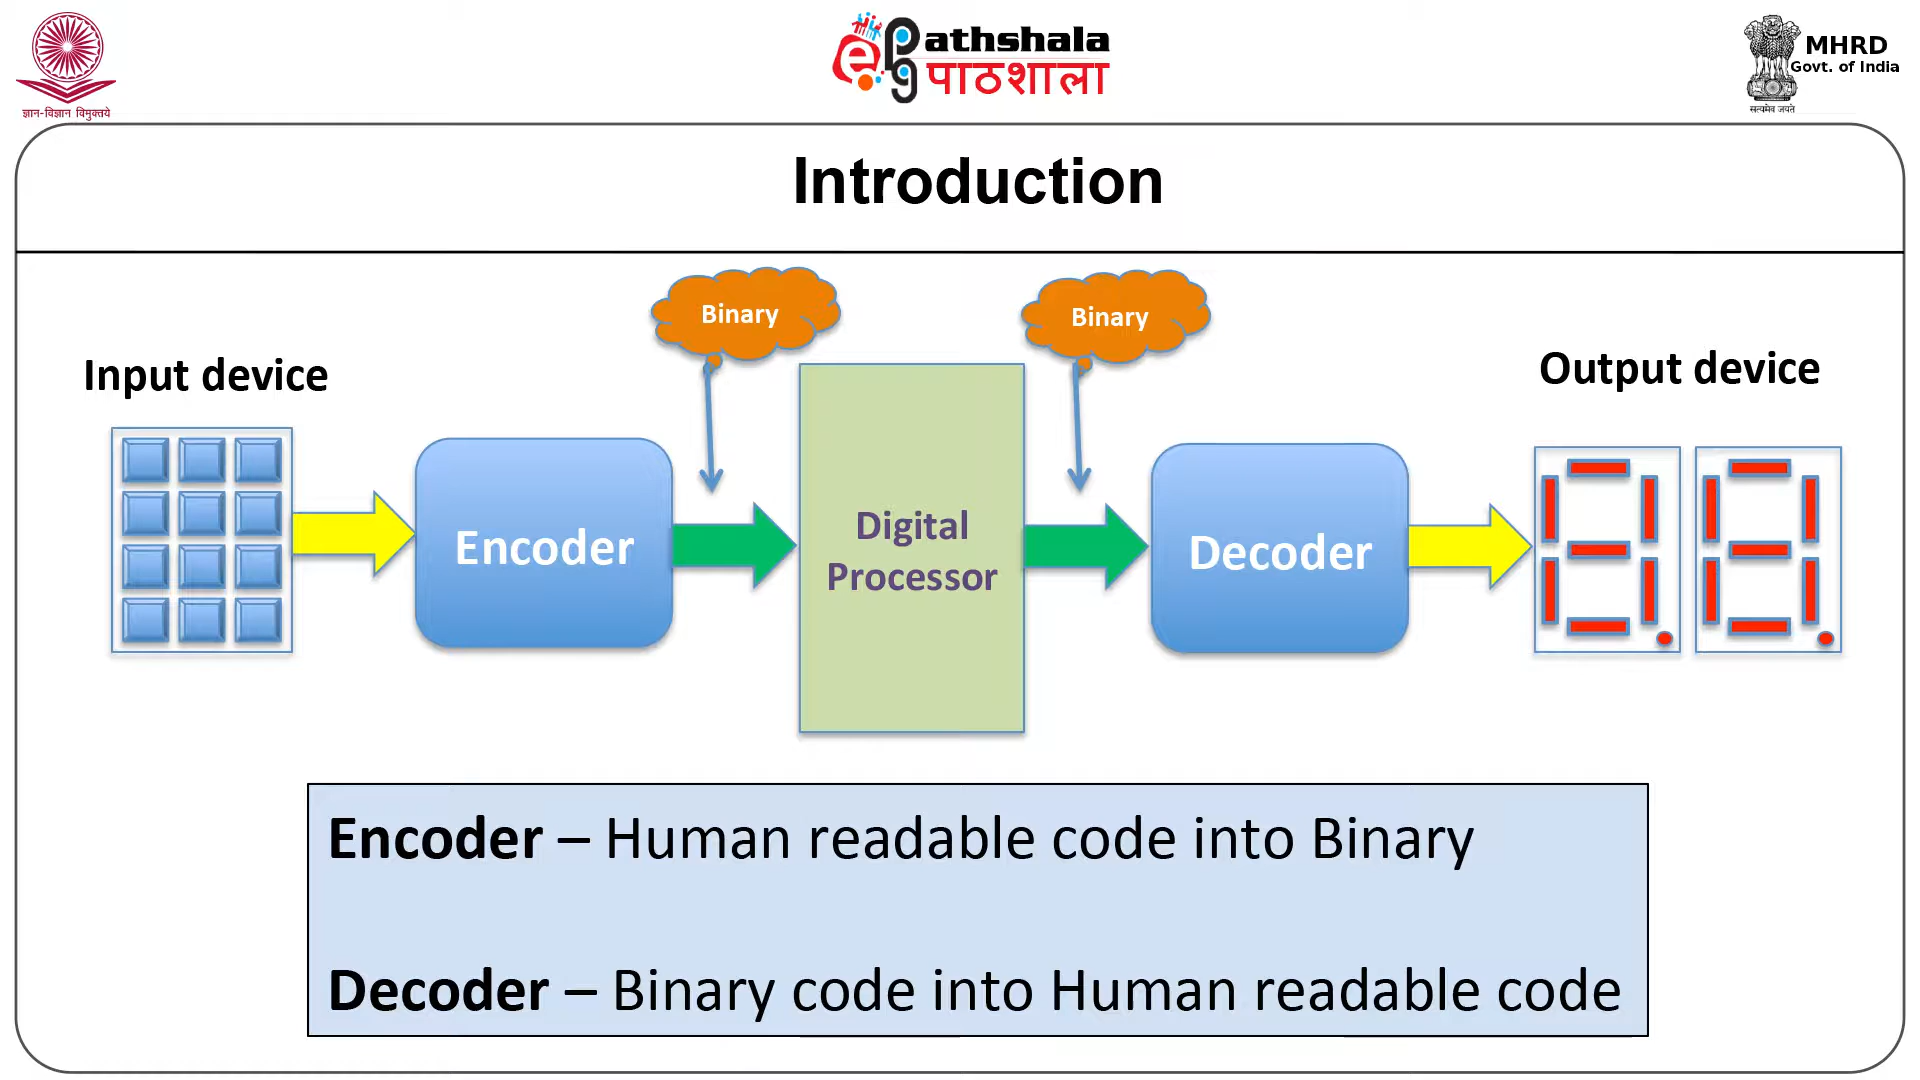 ज्ञान-विज्ञान विमुक्तये
ePathshala
पाठशाला
MHRD
Govt. of India
सत्यमेव जयते
Introduction
Binary
Binary
Input device
Output device
Encoder
Digital
Processor
Decoder
Encoder – Human readable code into Binary
Decoder – Binary code into Human readable code